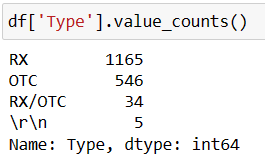 df['Type'].value_counts()
RX 1165
OTC 546
RX/OTC 34
\r\n 5
Name: Type, dtype: int64